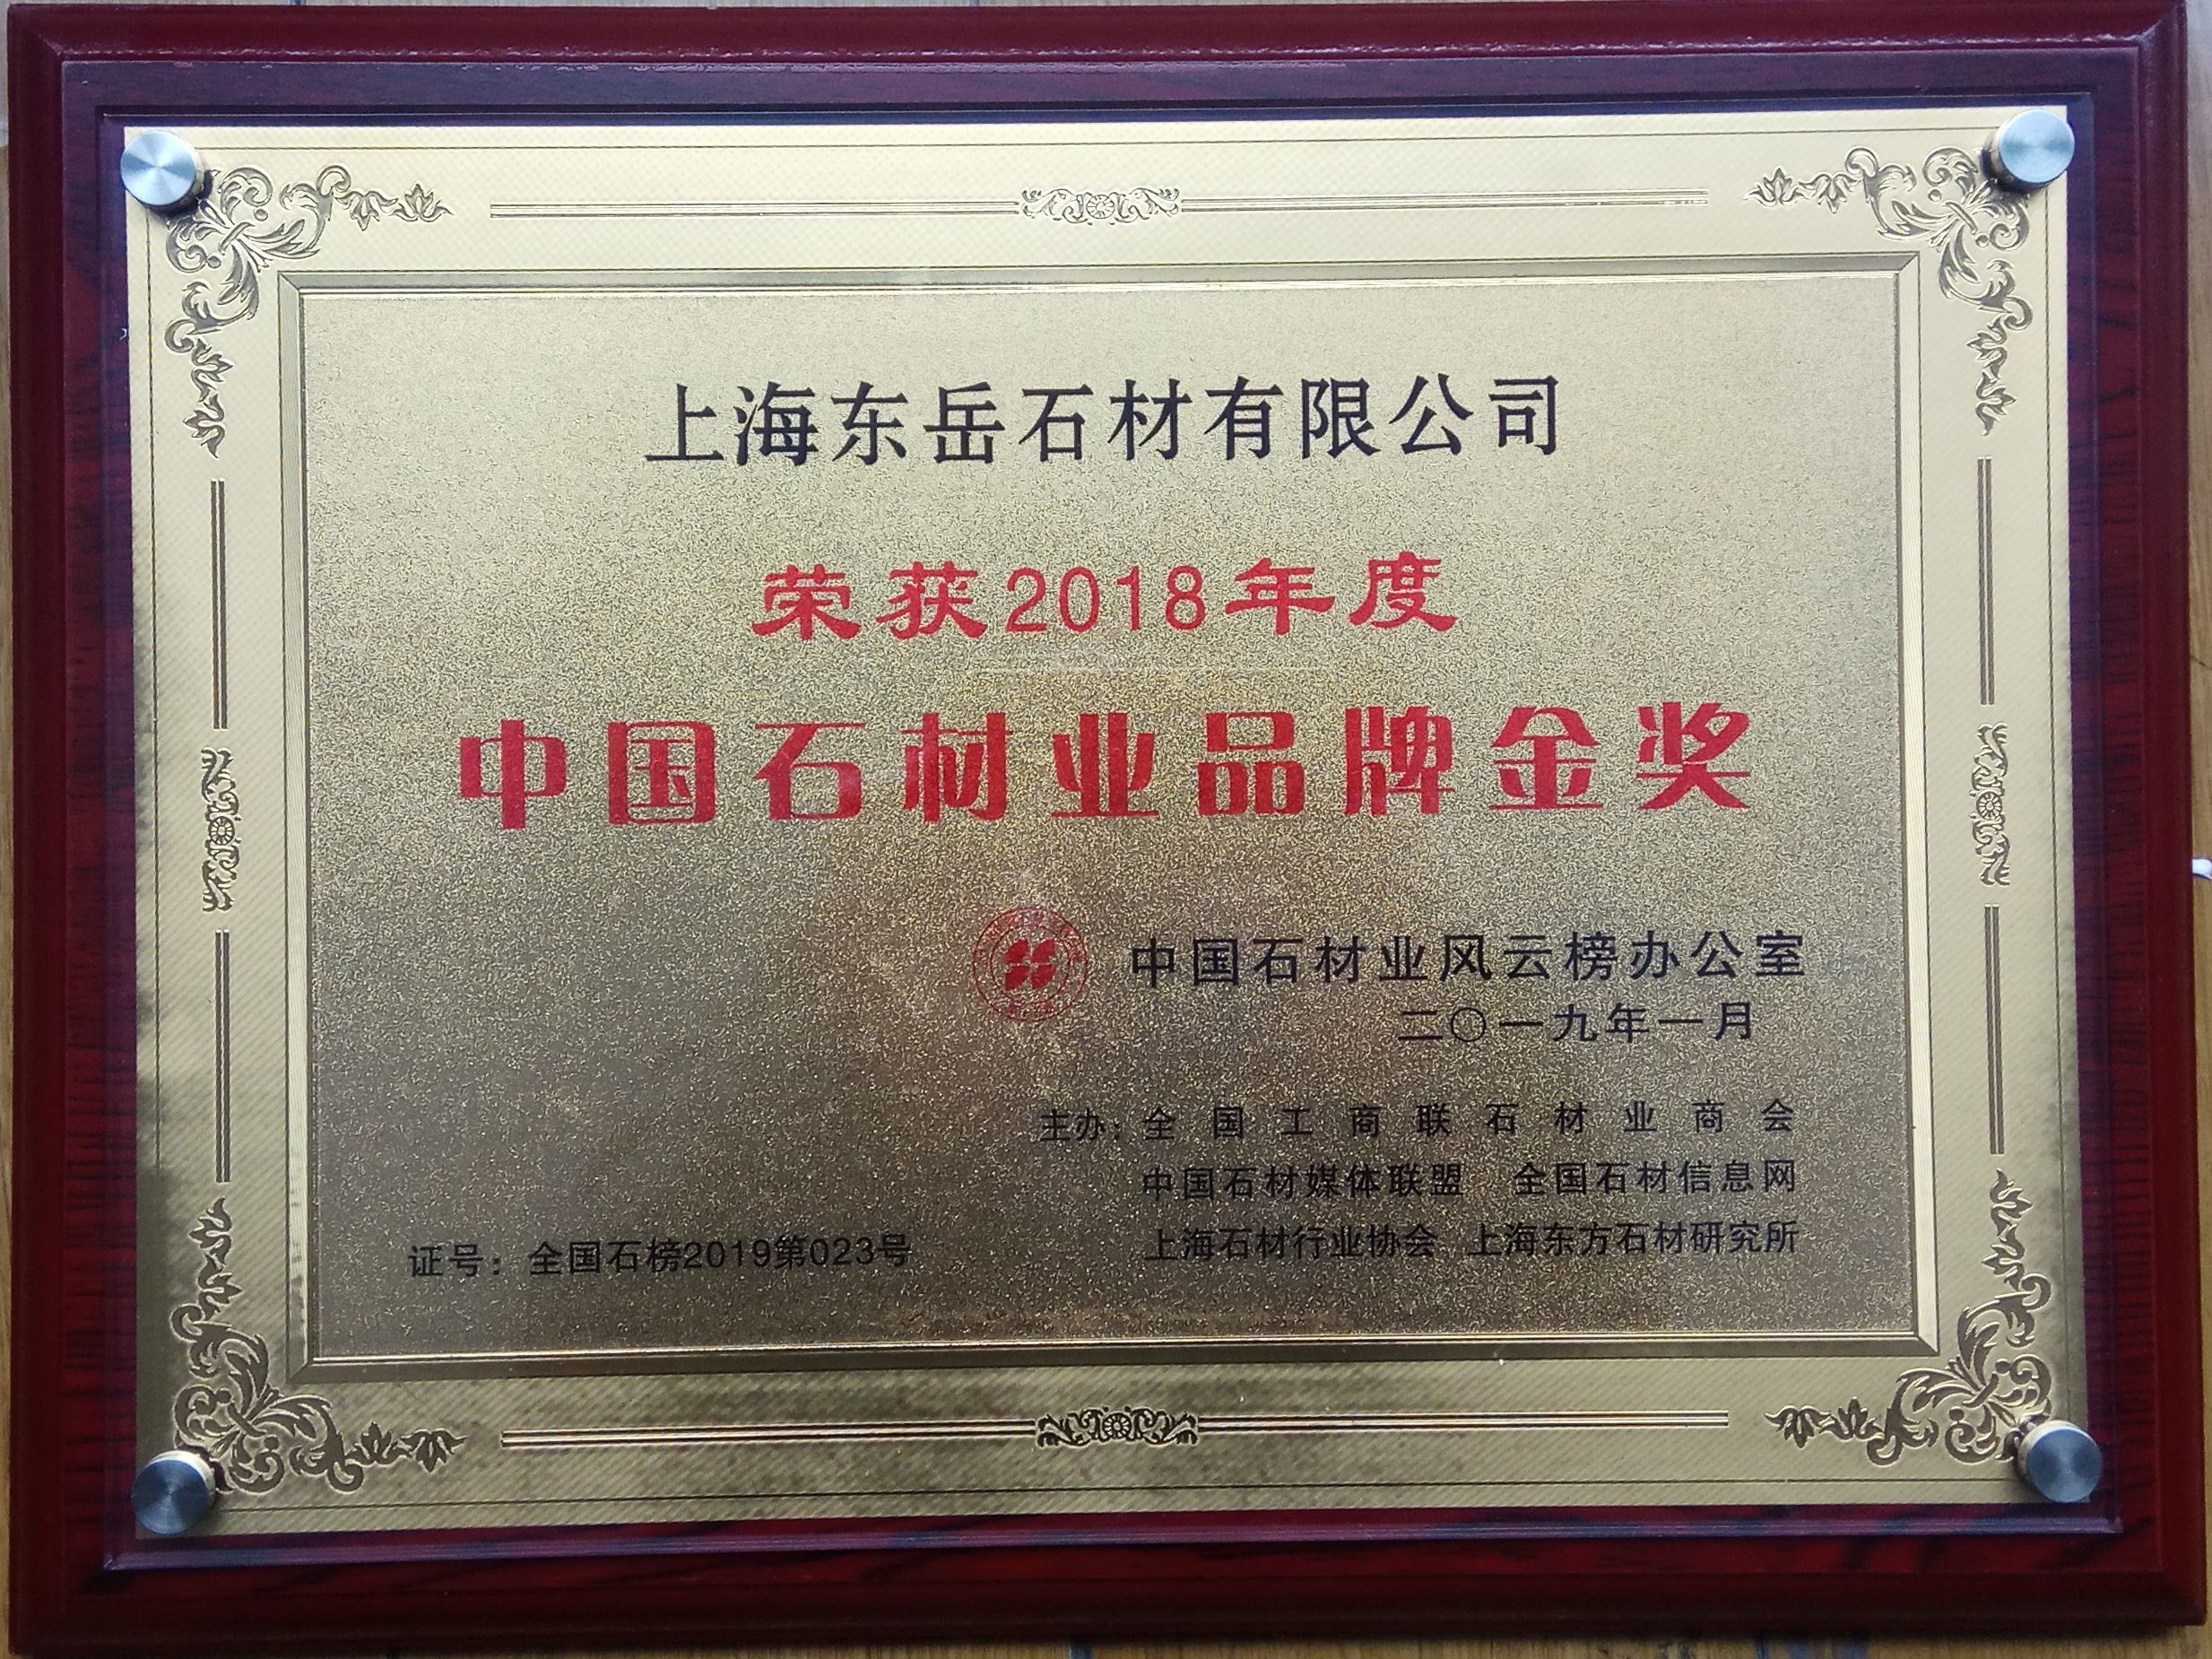 上海东岳石材有限公司
荣获2018年度
中国石材业品牌金奖
中国石材业风云榜办公室
二〇一九年一月
主办：全国工商联石材业商会
中国石材媒体联盟 全国石材信息网
上海石材行业协会 上海东方石材研究所
证号：全国石榜2019第023号